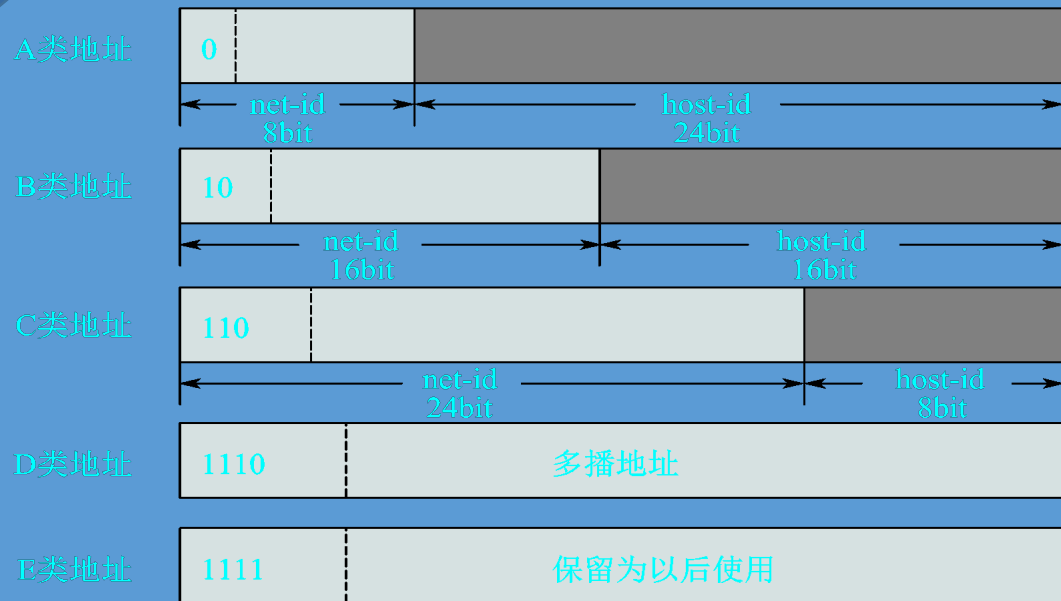 A类地址
0
net-id
8bit
host-id
24bit
B类地址
10
net-id
16bit
host-id
16bit
C类地址
110
net-id
24bit
host-id
8bit
D类地址
1110
多播地址
E类地址
1111
保留为以后使用